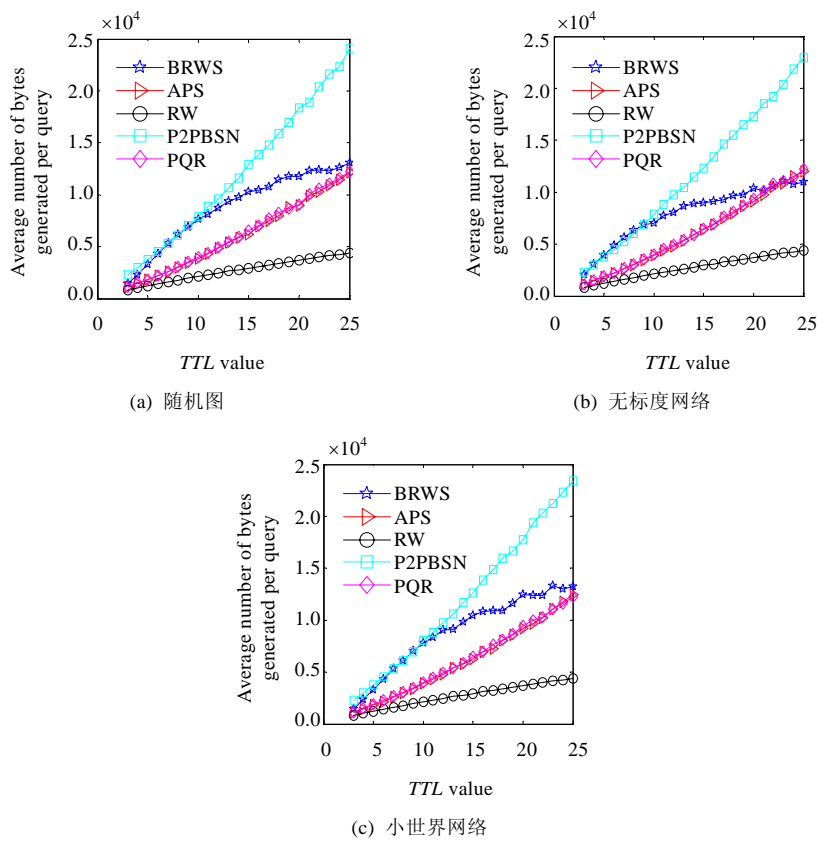 ×10⁴
2.5
2.0
1.5
1.0
0.5
0.0
Average number of bytes
generated per query
BRWS
APS
RW
P2PBSN
PQR
0 5 10 15 20 25
TTL value
(a) 随机图
×10⁴
2.5
2.0
1.5
1.0
0.5
0.0
Average number of bytes
generated per query
BRWS
APS
RW
P2PBSN
PQR
0 5 10 15 20 25
TTL value
(b) 无标度网络
×10⁴
2.5
2.0
1.5
1.0
0.5
0.0
Average number of bytes
generated per query
BRWS
APS
RW
P2PBSN
PQR
0 5 10 15 20 25
TTL value
(c) 小世界网络